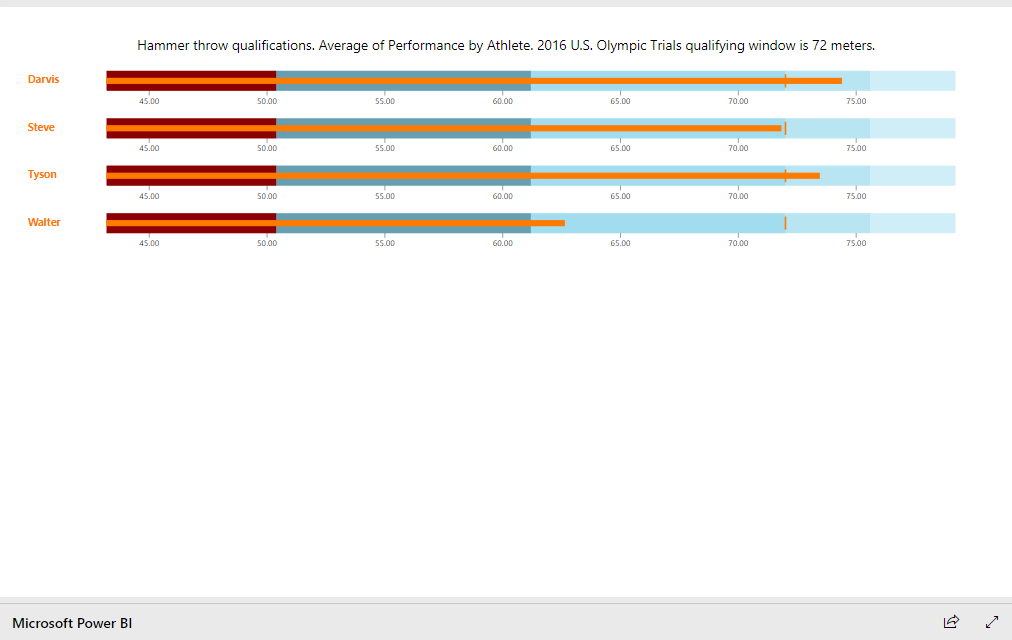 Hammer throw qualifications. Average of Performance by Athlete. 2016 U.S. Olympic Trials qualifying window is 72 meters.
Darvis
45.00 50.00 55.00 60.00 65.00 70.00 75.00
Steve
45.00 50.00 55.00 60.00 65.00 70.00 75.00
Tyson
45.00 50.00 55.00 60.00 65.00 70.00 75.00
Walter
45.00 50.00 55.00 60.00 65.00 70.00 75.00
Microsoft Power BI